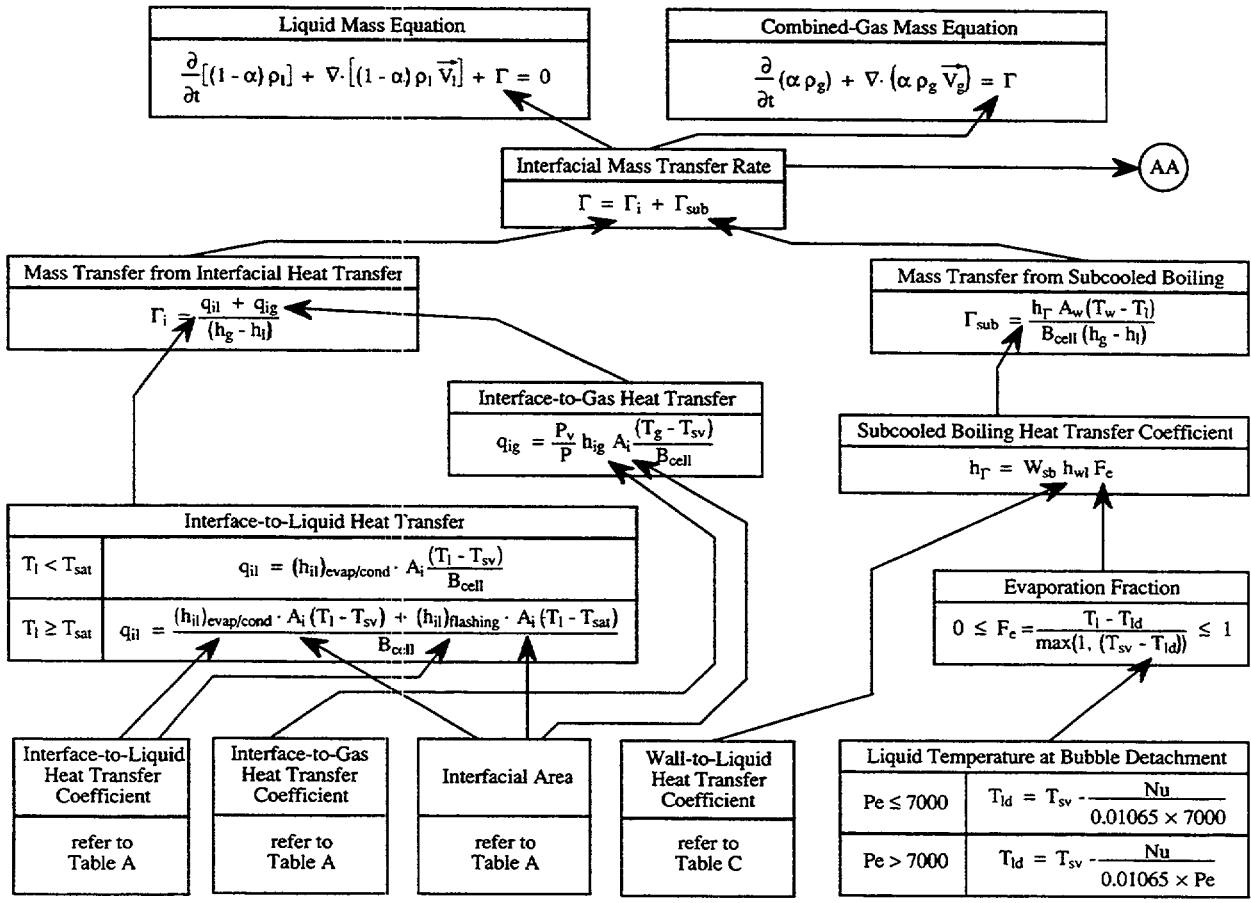 Liquid Mass Equation
∂/∂t [(1 - α) ρl] + ∇· [(1 - α) ρl V⃗l] + Γ = 0
Combined-Gas Mass Equation
∂/∂t (α ρg) + ∇· (α ρg V⃗g) = Γ
Interfacial Mass Transfer Rate
Γ = Γi + Γsub
AA
Mass Transfer from Interfacial Heat Transfer
Γi = (qil + qig) / (hg - hl)
Mass Transfer from Subcooled Boiling
Γsub = hΓ Aw (Tw - Tl) / Bcell (hg - hl)
Interface-to-Gas Heat Transfer
qig = Pv/P hig Ai (Tg - Tsv) / Bcell
Subcooled Boiling Heat Transfer Coefficient
hΓ = Wsb hwl Fe
Interface-to-Liquid Heat Transfer
Tl < Tsat
qil = (hil)evap/cond · Ai (Tl - Tsv) / Bcell
Tl ≥ Tsat
qil = (hil)evap/cond · Ai (Tl - Tsv) + (hil)flashing · Ai (Tl - Tsat) / Bcell
Evaporation Fraction
0 ≤ Fe = (Tl - Tld) / max(1, (Tsv - Tld)) ≤ 1
Interface-to-Liquid
Heat Transfer
Coefficient
refer to
Table A
Interface-to-Gas
Heat Transfer
Coefficient
refer to
Table A
Interfacial Area
refer to
Table A
Wall-to-Liquid
Heat Transfer
Coefficient
refer to
Table C
Liquid Temperature at Bubble Detachment
Pe ≤ 7000
Tld = Tsv - Nu / 0.01065 × 7000
Pe > 7000
Tld = Tsv - Nu / 0.01065 × Pe